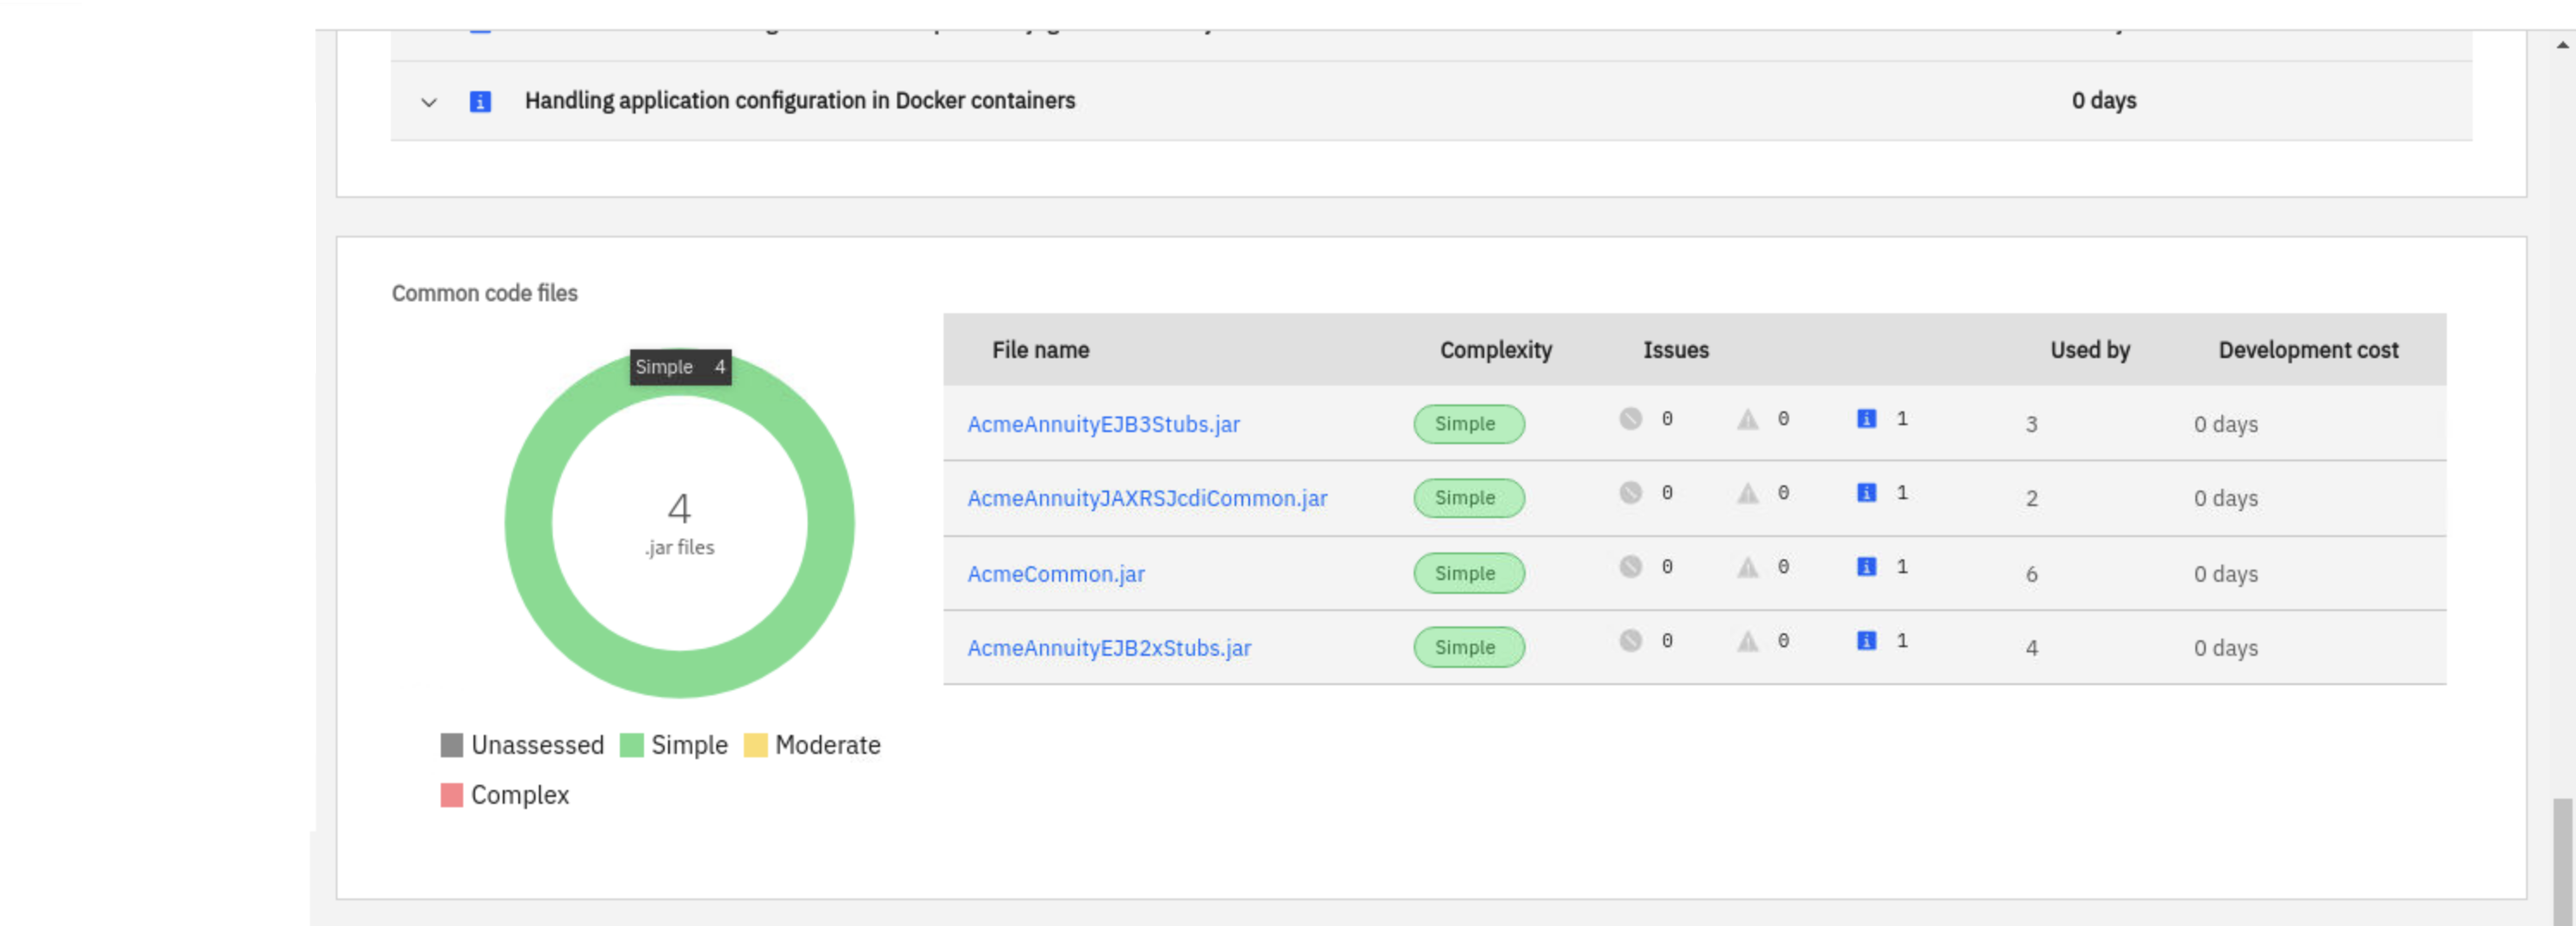 Handling application configuration in Docker containers 0 days
Common code files
Simple 4
4
.jar files
Unassessed Simple Moderate
Complex
File name Complexity Issues Used by Development cost
AcmeAnnuityEJB3Stubs.jar Simple 0 0 1 3 0 days
AcmeAnnuityJAXRSJcdiCommon.jar Simple 0 0 1 2 0 days
AcmeCommon.jar Simple 0 0 1 6 0 days
AcmeAnnuityEJB2xStubs.jar Simple 0 0 1 4 0 days